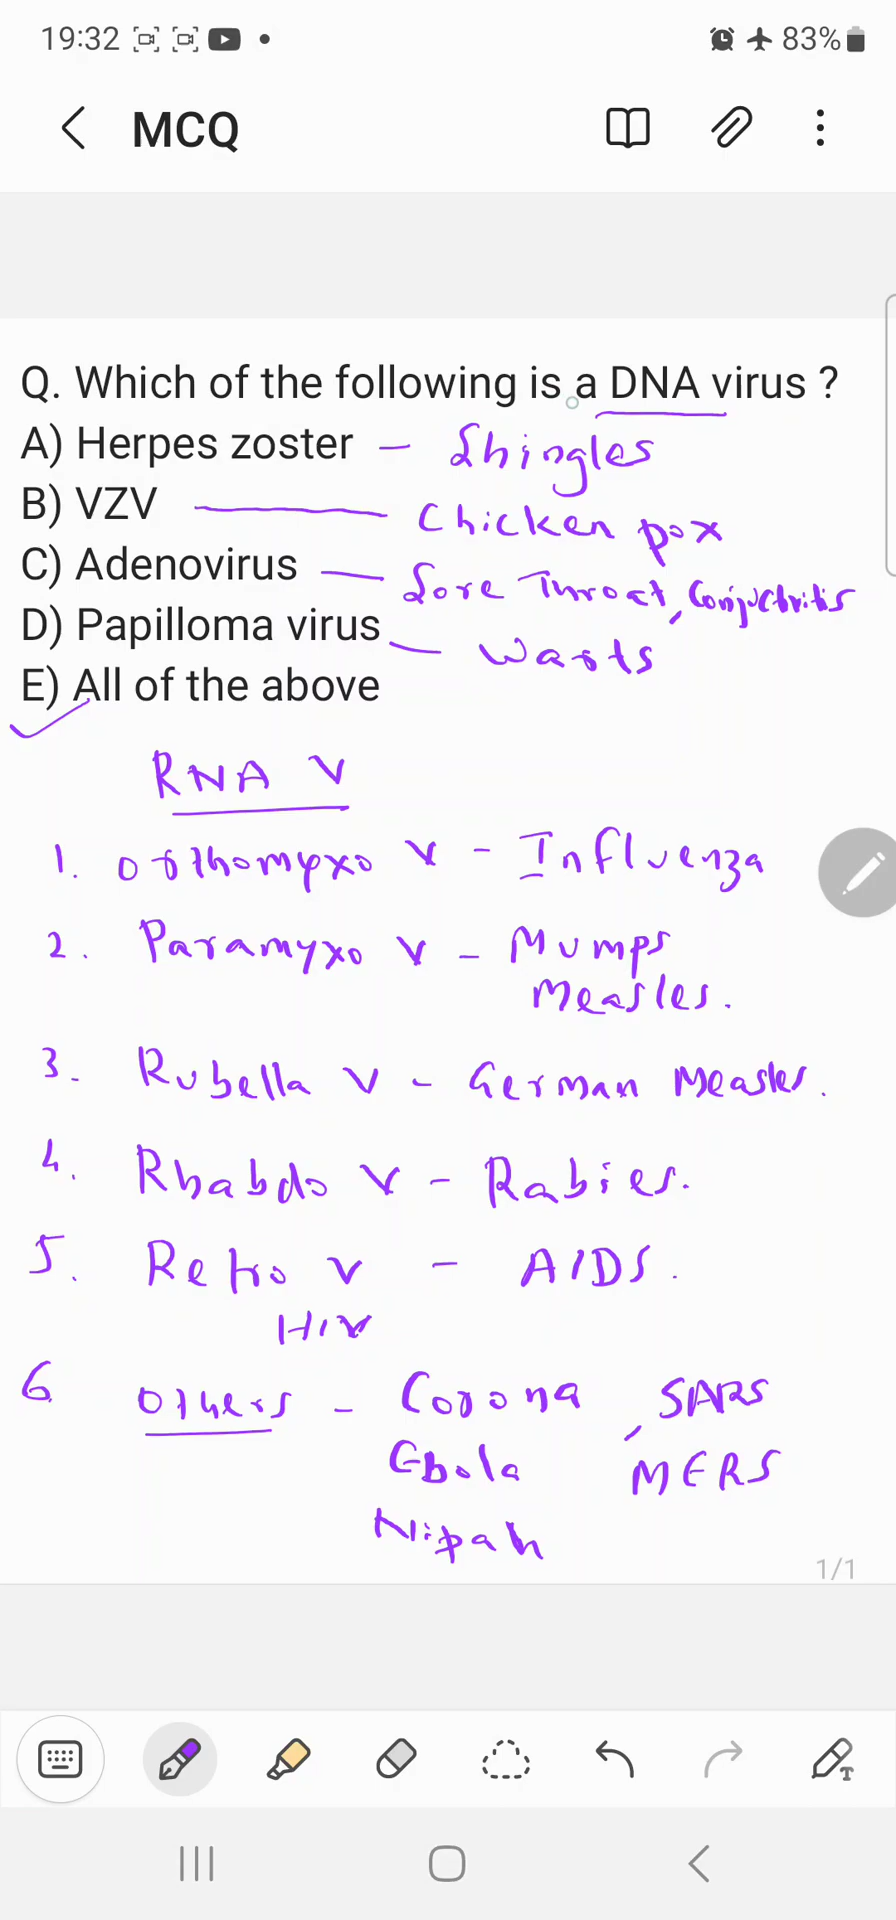 19:32 83%
MCQ
Q. Which of the following is a DNA virus ?
A) Herpes zoster - Shingles
B) VZV — Chicken pox
C) Adenovirus — Sore Throat, Conjuctivitis
D) Papilloma virus — Warts
E) All of the above
RNA V
1. Orthomyxo V - Influenza
2. Paramyxo V - Mumps
Measles.
3. Rubella V - German Measles.
4. Rhabdo V - Rabies.
5. Retro V - AIDS.
HIV
6 Others - Corona, SARS
Ebola MERS
Nipah
1/1